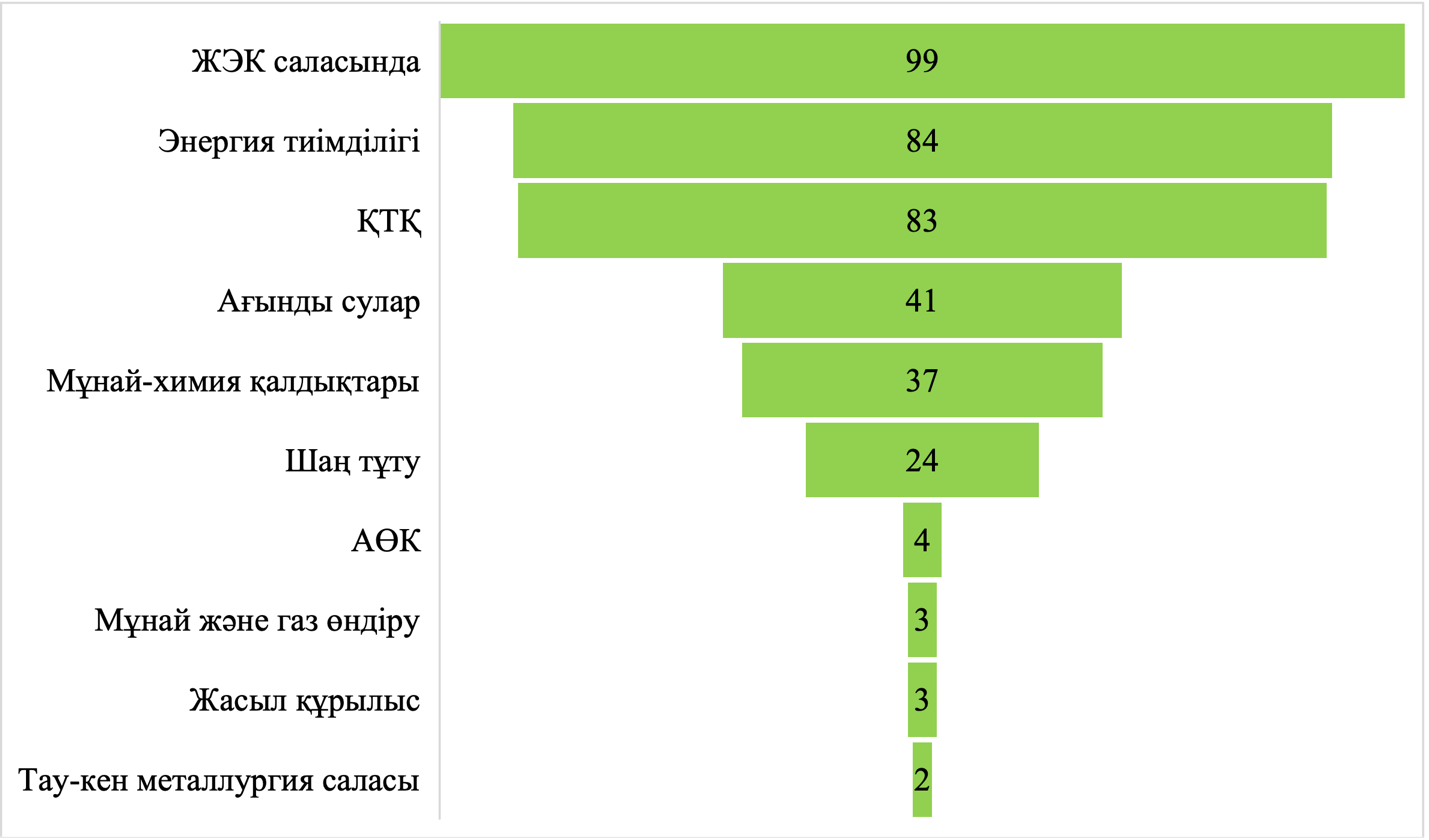 ЖЭК саласында 99
Энергия тиімділігі 84
ҚТҚ 83
Ағынды сулар 41
Мұнай-химия қалдықтары 37
Шаң тұту 24
АӨК 4
Мұнай және газ өндіру 3
Жасыл құрылыс 3
Тау-кен металлургия саласы 2